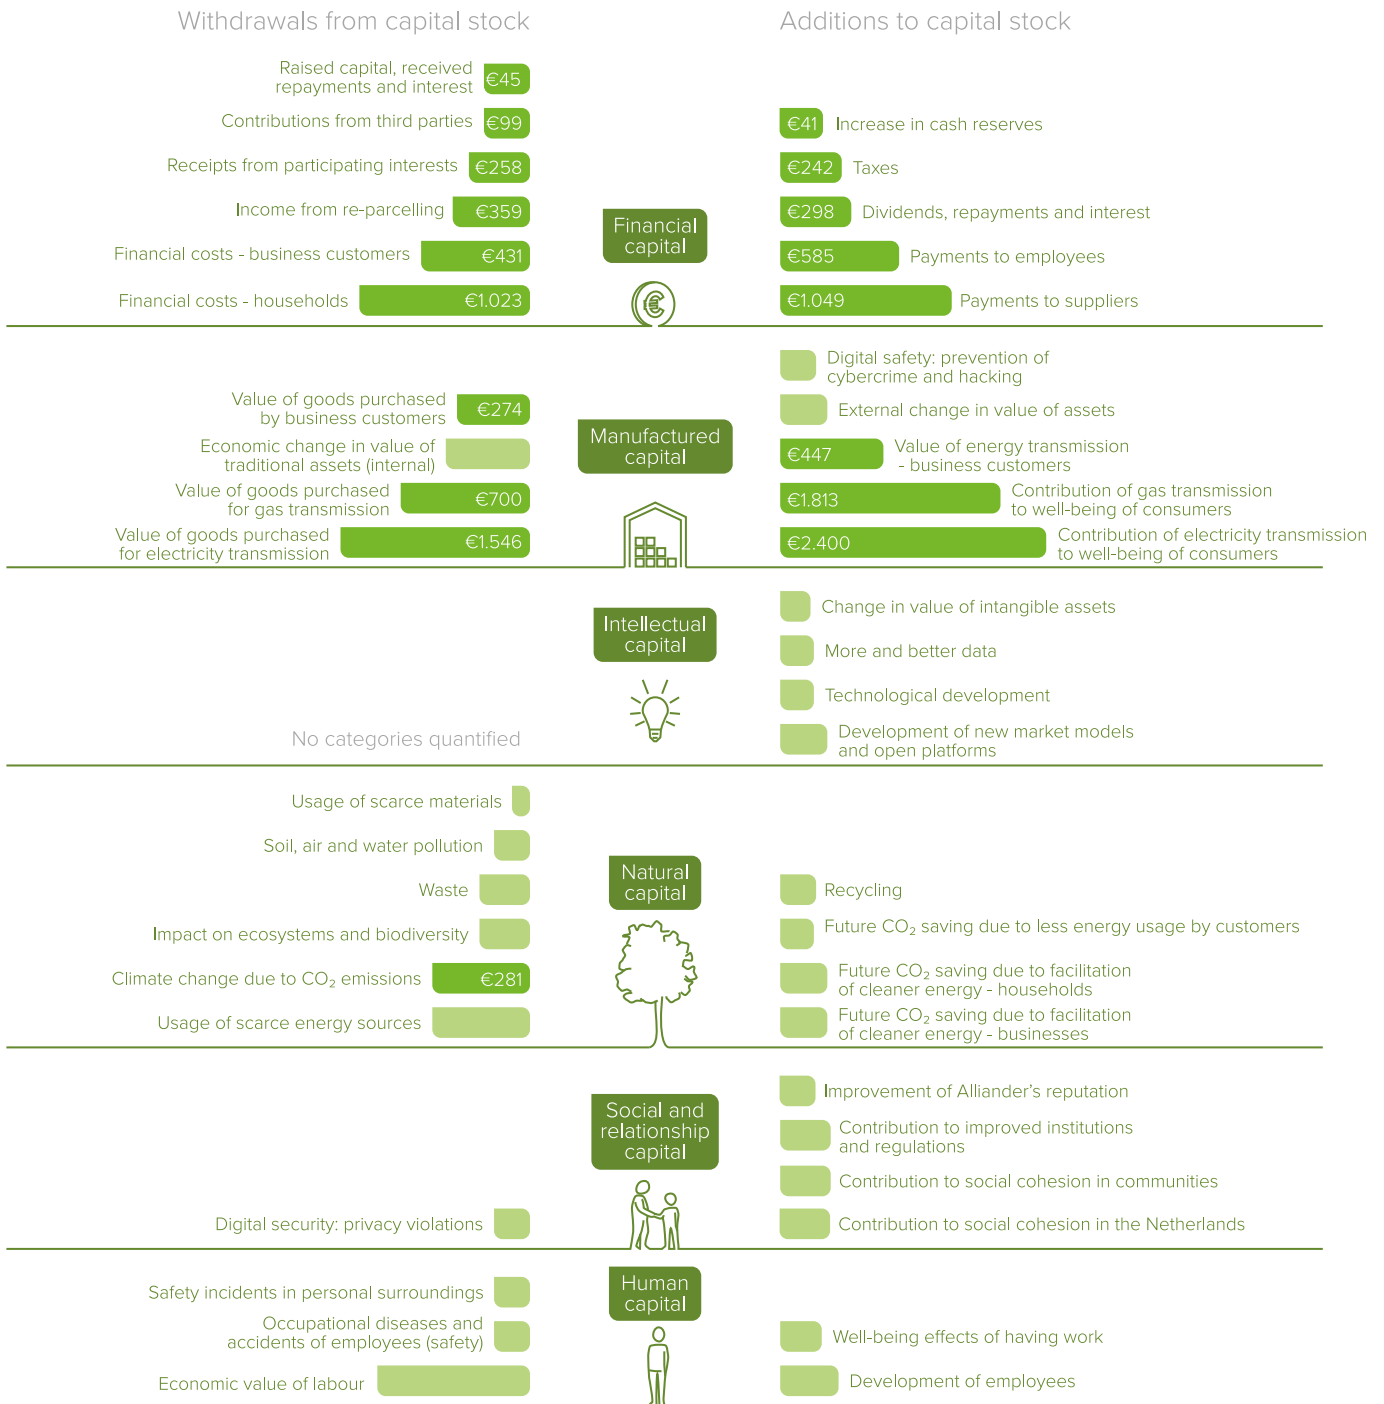 Withdrawals from capital stock
Additions to capital stock
Raised capital, received
repayments and interest
€45
Contributions from third parties
€99
Receipts from participating interests
€258
Income from re-parcelling
€359
Financial costs - business customers
€431
Financial costs - households
€1.023
Financial
capital
€
€41
Increase in cash reserves
€242
Taxes
€298
Dividends, repayments and interest
€585
Payments to employees
€1.049
Payments to suppliers
Value of goods purchased
by business customers
€274
Economic change in value of
traditional assets (internal)
Value of goods purchased
for gas transmission
€700
Value of goods purchased
for electricity transmission
€1.546
Manufactured
capital
Digital safety: prevention of
cybercrime and hacking
External change in value of assets
€447
Value of energy transmission
- business customers
€1.813
Contribution of gas transmission
to well-being of consumers
€2.400
Contribution of electricity transmission
to well-being of consumers
No categories quantified
Intellectual
capital
Change in value of intangible assets
More and better data
Technological development
Development of new market models
and open platforms
Usage of scarce materials
Soil, air and water pollution
Waste
Impact on ecosystems and biodiversity
Climate change due to CO₂ emissions
€281
Usage of scarce energy sources
Natural
capital
Recycling
Future CO₂ saving due to less energy usage by customers
Future CO₂ saving due to facilitation
of cleaner energy - households
Future CO₂ saving due to facilitation
of cleaner energy - businesses
Digital security: privacy violations
Social and
relationship
capital
Improvement of Alliander's reputation
Contribution to improved institutions
and regulations
Contribution to social cohesion in communities
Contribution to social cohesion in the Netherlands
Safety incidents in personal surroundings
Occupational diseases and
accidents of employees (safety)
Economic value of labour
Human
capital
Well-being effects of having work
Development of employees